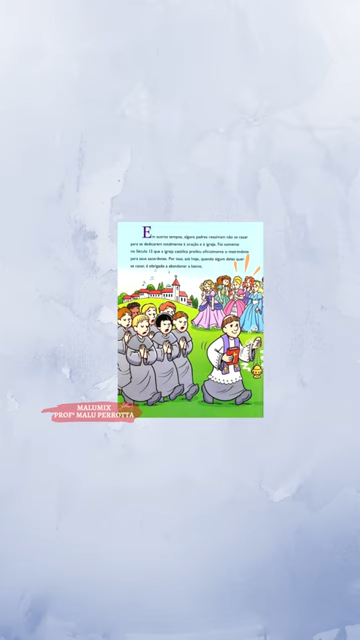 Em outros tempos, alguns padres resolviam não se casar
para se dedicarem totalmente à oração e à igreja. Foi somente
no Século 12 que a Igreja católica proibiu oficialmente o matrimônio
para seus sacerdotes. Por isso, até hoje, quando algum deles quer
se casar, é obrigado a abandonar a batina.
MALUMIX
"PROFª MALU PERROTTA